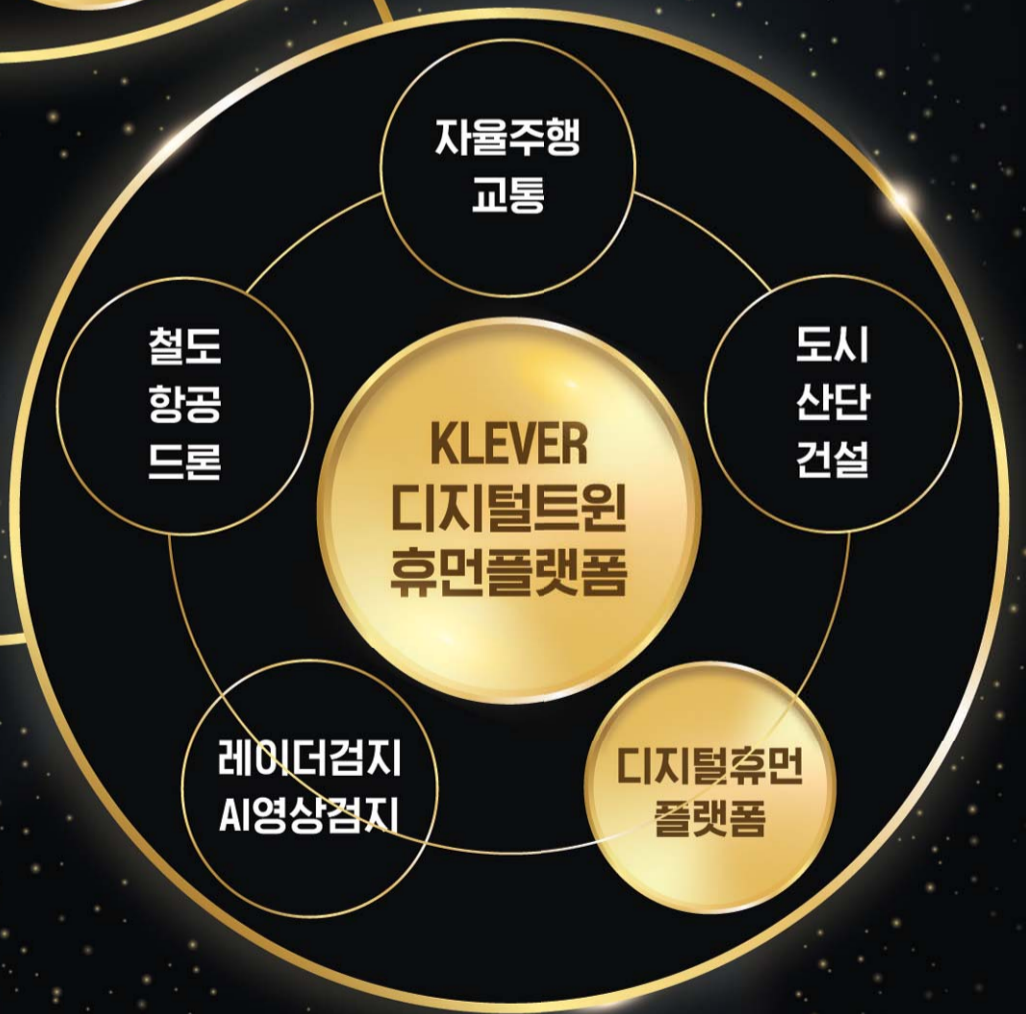 자율주행
교통
철도
항공
드론
도시
산단
건설
KLEVER
디지털트윈
휴먼플랫폼
레이더검지
AI영상검지
디지털휴먼
플랫폼